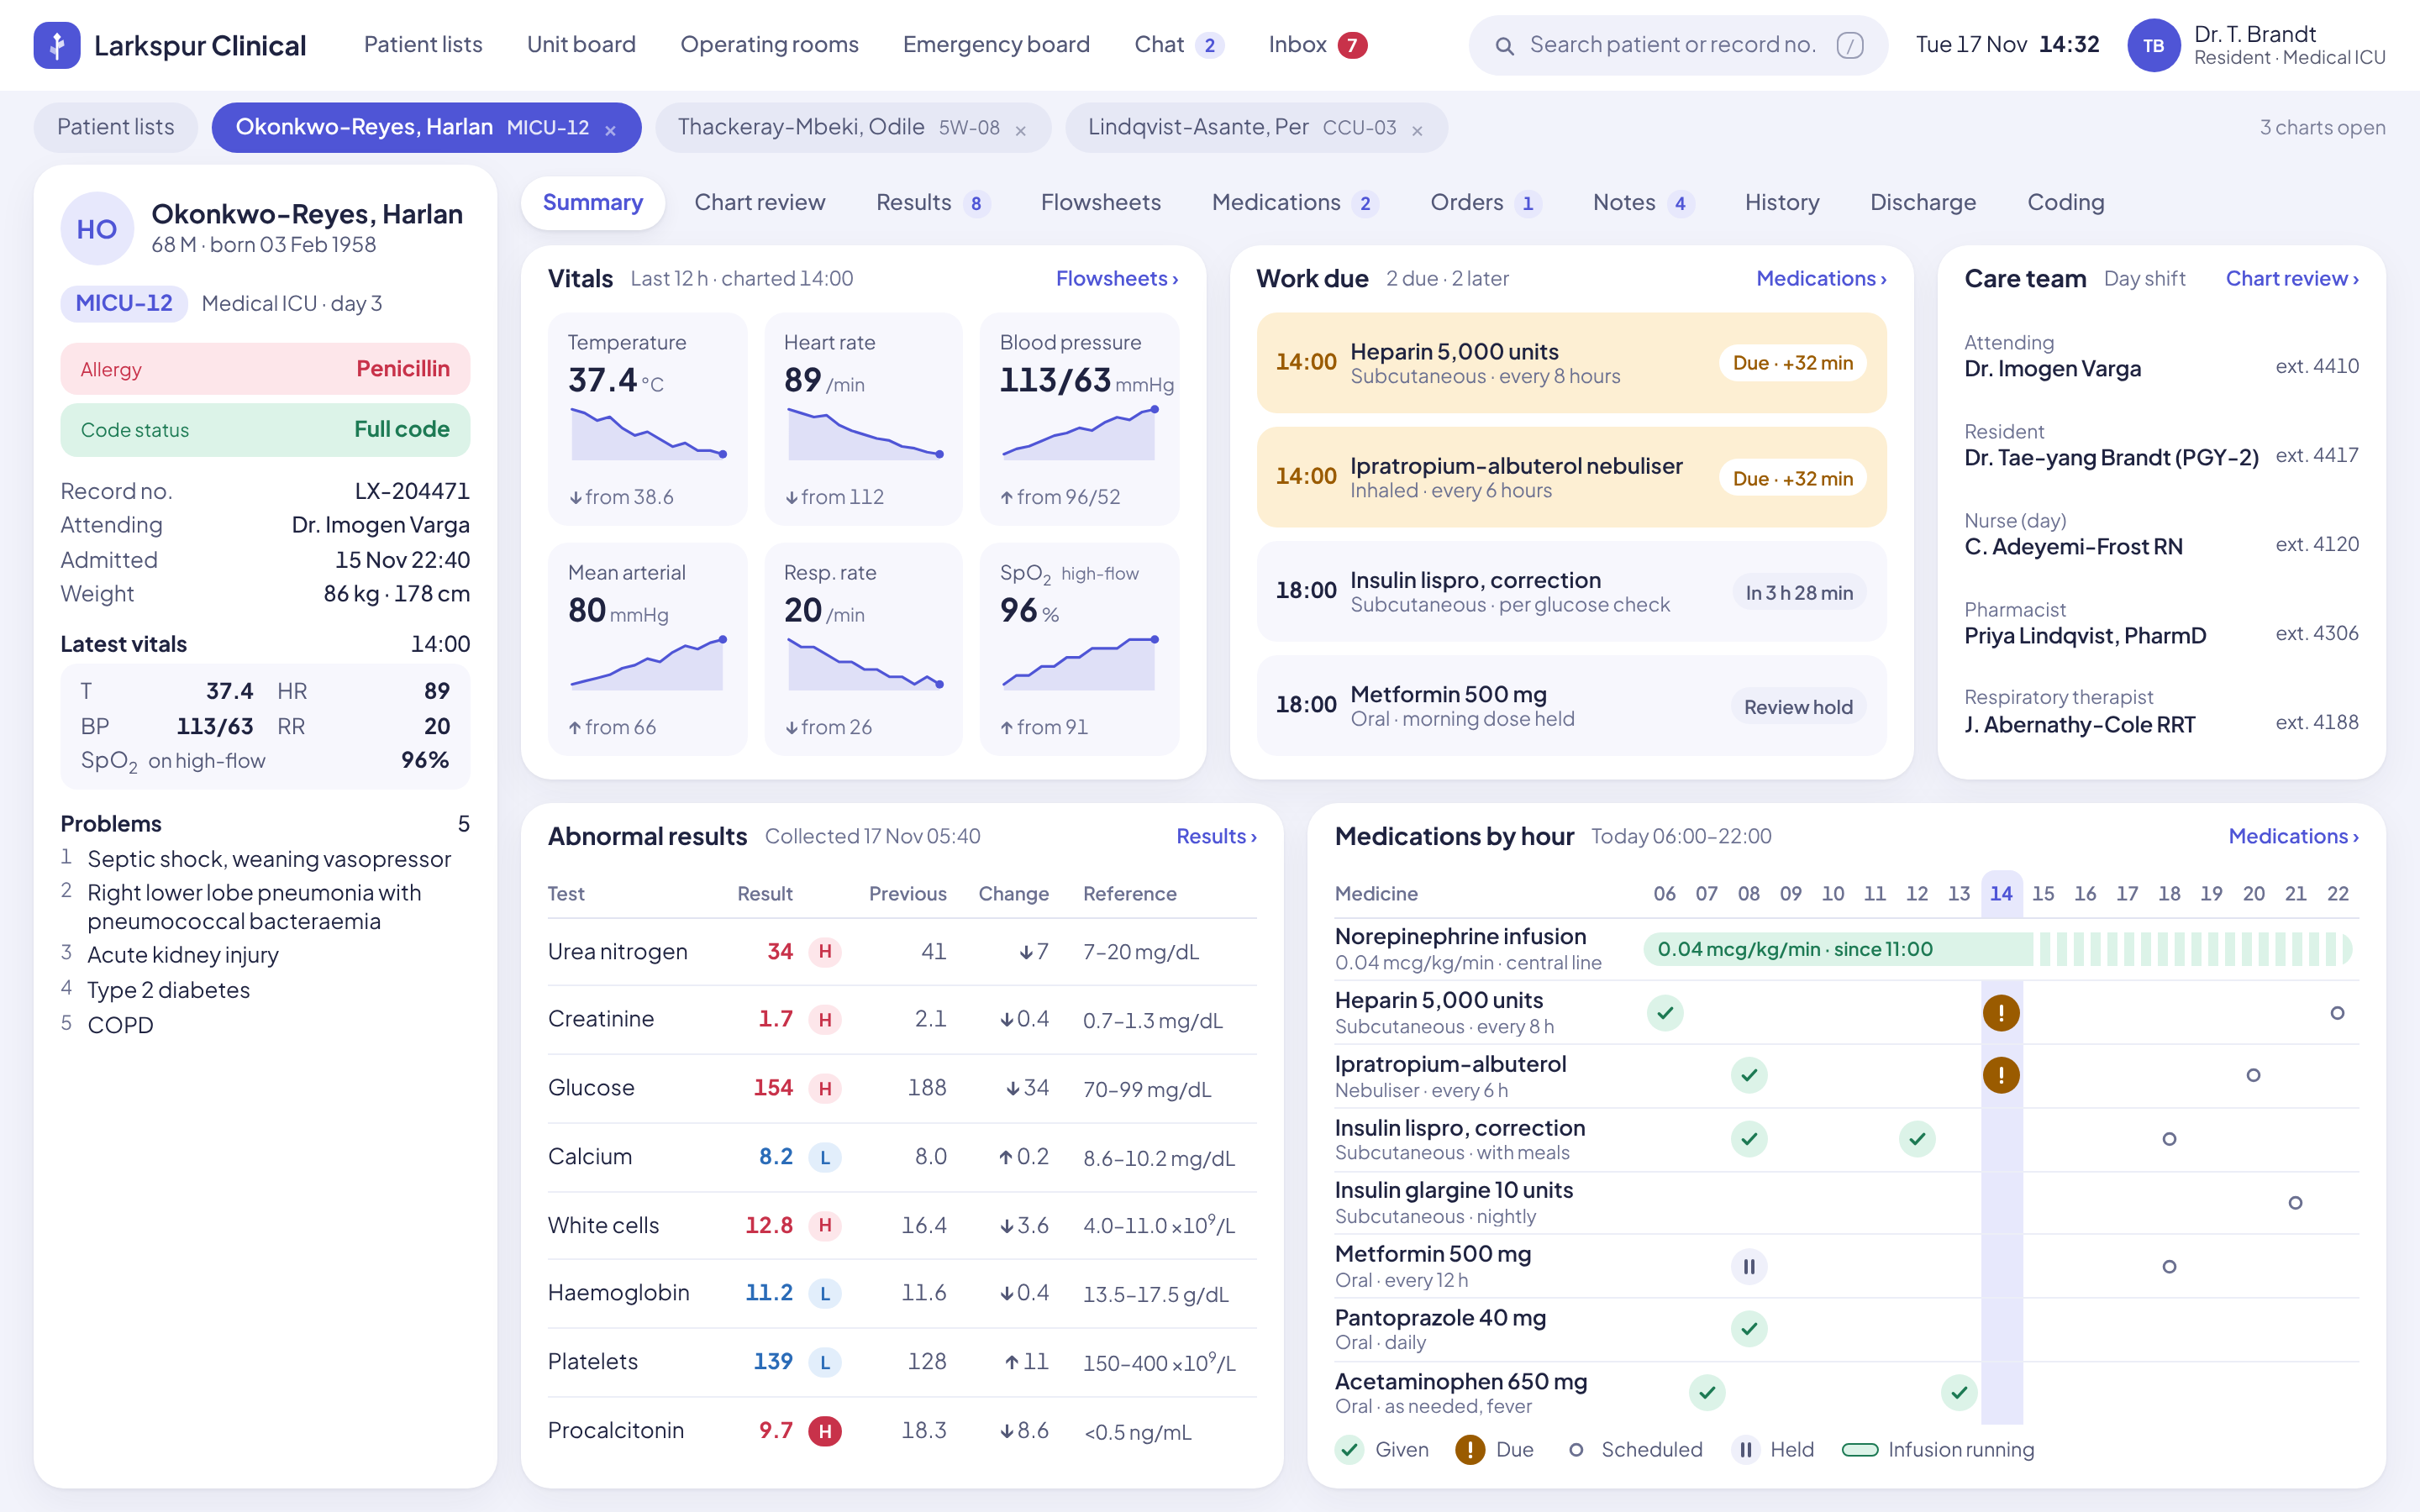 Larkspur Clinical
Patient lists
Unit board
Operating rooms
Emergency board
Chat 2
Inbox 7
Search patient or record no. /
Tue 17 Nov 14:32
TB
Dr. T. Brandt
Resident · Medical ICU
Patient lists
Okonkwo-Reyes, Harlan MICU-12 ×
Thackeray-Mbeki, Odile 5W-08 ×
Lindqvist-Asante, Per CCU-03 ×
3 charts open
HO
Okonkwo-Reyes, Harlan
68 M · born 03 Feb 1958
MICU-12 Medical ICU · day 3
Allergy Penicillin
Code status Full code
Record no. LX-204471
Attending Dr. Imogen Varga
Admitted 15 Nov 22:40
Weight 86 kg · 178 cm
Latest vitals 14:00
T 37.4 HR 89
BP 113/63 RR 20
SpO₂ on high-flow 96%
Problems 5
1 Septic shock, weaning vasopressor
2 Right lower lobe pneumonia with
pneumococcal bacteraemia
3 Acute kidney injury
4 Type 2 diabetes
5 COPD
Summary
Chart review
Results 8
Flowsheets
Medications 2
Orders 1
Notes 4
History
Discharge
Coding
Vitals Last 12 h · charted 14:00 Flowsheets ›
Temperature
37.4 °C
↓ from 38.6
Heart rate
89 /min
↓ from 112
Blood pressure
113/63 mmHg
↑ from 96/52
Mean arterial
80 mmHg
↑ from 66
Resp. rate
20 /min
↓ from 26
SpO₂ high-flow
96 %
↑ from 91
Work due 2 due · 2 later Medications ›
14:00 Heparin 5,000 units Due · +32 min
Subcutaneous · every 8 hours
14:00 Ipratropium-albuterol nebuliser Due · +32 min
Inhaled · every 6 hours
18:00 Insulin lispro, correction In 3 h 28 min
Subcutaneous · per glucose check
18:00 Metformin 500 mg Review hold
Oral · morning dose held
Care team Day shift Chart review ›
Attending
Dr. Imogen Varga ext. 4410
Resident
Dr. Tae-yang Brandt (PGY-2) ext. 4417
Nurse (day)
C. Adeyemi-Frost RN ext. 4120
Pharmacist
Priya Lindqvist, PharmD ext. 4306
Respiratory therapist
J. Abernathy-Cole RRT ext. 4188
Abnormal results Collected 17 Nov 05:40 Results ›
Test Result Previous Change Reference
Urea nitrogen 34 H 41 ↓ 7 7–20 mg/dL
Creatinine 1.7 H 2.1 ↓ 0.4 0.7–1.3 mg/dL
Glucose 154 H 188 ↓ 34 70–99 mg/dL
Calcium 8.2 L 8.0 ↑ 0.2 8.6–10.2 mg/dL
White cells 12.8 H 16.4 ↓ 3.6 4.0–11.0 ×10⁹/L
Haemoglobin 11.2 L 11.6 ↓ 0.4 13.5–17.5 g/dL
Platelets 139 L 128 ↑ 11 150–400 ×10⁹/L
Procalcitonin 9.7 H 18.3 ↓ 8.6 <0.5 ng/mL
Medications by hour Today 06:00–22:00 Medications ›
Medicine 06 07 08 09 10 11 12 13 14 15 16 17 18 19 20 21 22
Norepinephrine infusion
0.04 mcg/kg/min · central line
0.04 mcg/kg/min · since 11:00
Heparin 5,000 units
Subcutaneous · every 8 h
Ipratropium-albuterol
Nebuliser · every 6 h
Insulin lispro, correction
Subcutaneous · with meals
Insulin glargine 10 units
Subcutaneous · nightly
Metformin 500 mg
Oral · every 12 h
Pantoprazole 40 mg
Oral · daily
Acetaminophen 650 mg
Oral · as needed, fever
Given
Due
Scheduled
Held
Infusion running